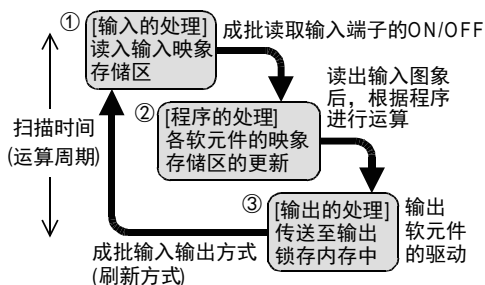 ① [输入的处理]
读入输入映象
存储区
成批读取输入端子的ON/OFF
读出输入图象
后，根据程序
进行运算
② [程序的处理]
各软元件的映象
存储区的更新
扫描时间
(运算周期)
③ [输出的处理]
传送至输出
锁存内存中
输出
软元件
的驱动
成批输入输出方式
(刷新方式)